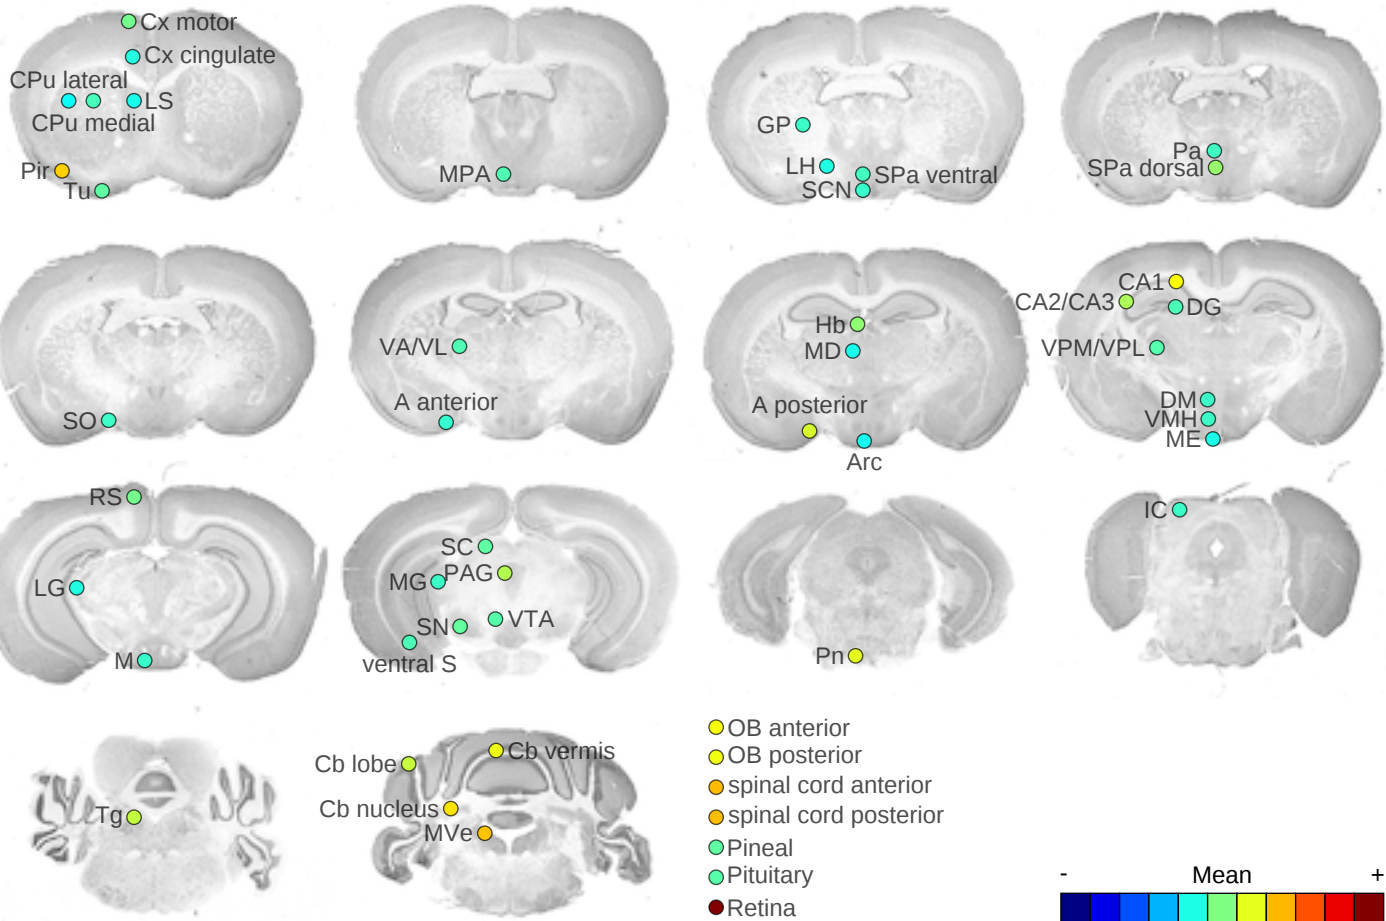 Cx motor
Cx cingulate
CPu lateral
LS
CPu medial
Pir
Tu
MPA
GP
LH
SPa ventral
SCN
Pa
SPa dorsal
SO
VA/VL
A anterior
Hb
MD
A posterior
Arc
CA1
CA2/CA3
DG
VPM/VPL
DM
VMH
ME
RS
LG
M
SC
MG
PAG
SN
VTA
ventral S
Pn
IC
Tg
Cb lobe
Cb vermis
Cb nucleus
MVe
OB anterior
OB posterior
spinal cord anterior
spinal cord posterior
Pineal
Pituitary
Retina
- Mean +